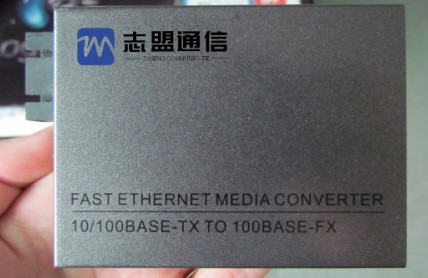 志盟通信
FAST ETHERNET MEDIA CONVERTER
10/100BASE-TX TO 100BASE-FX